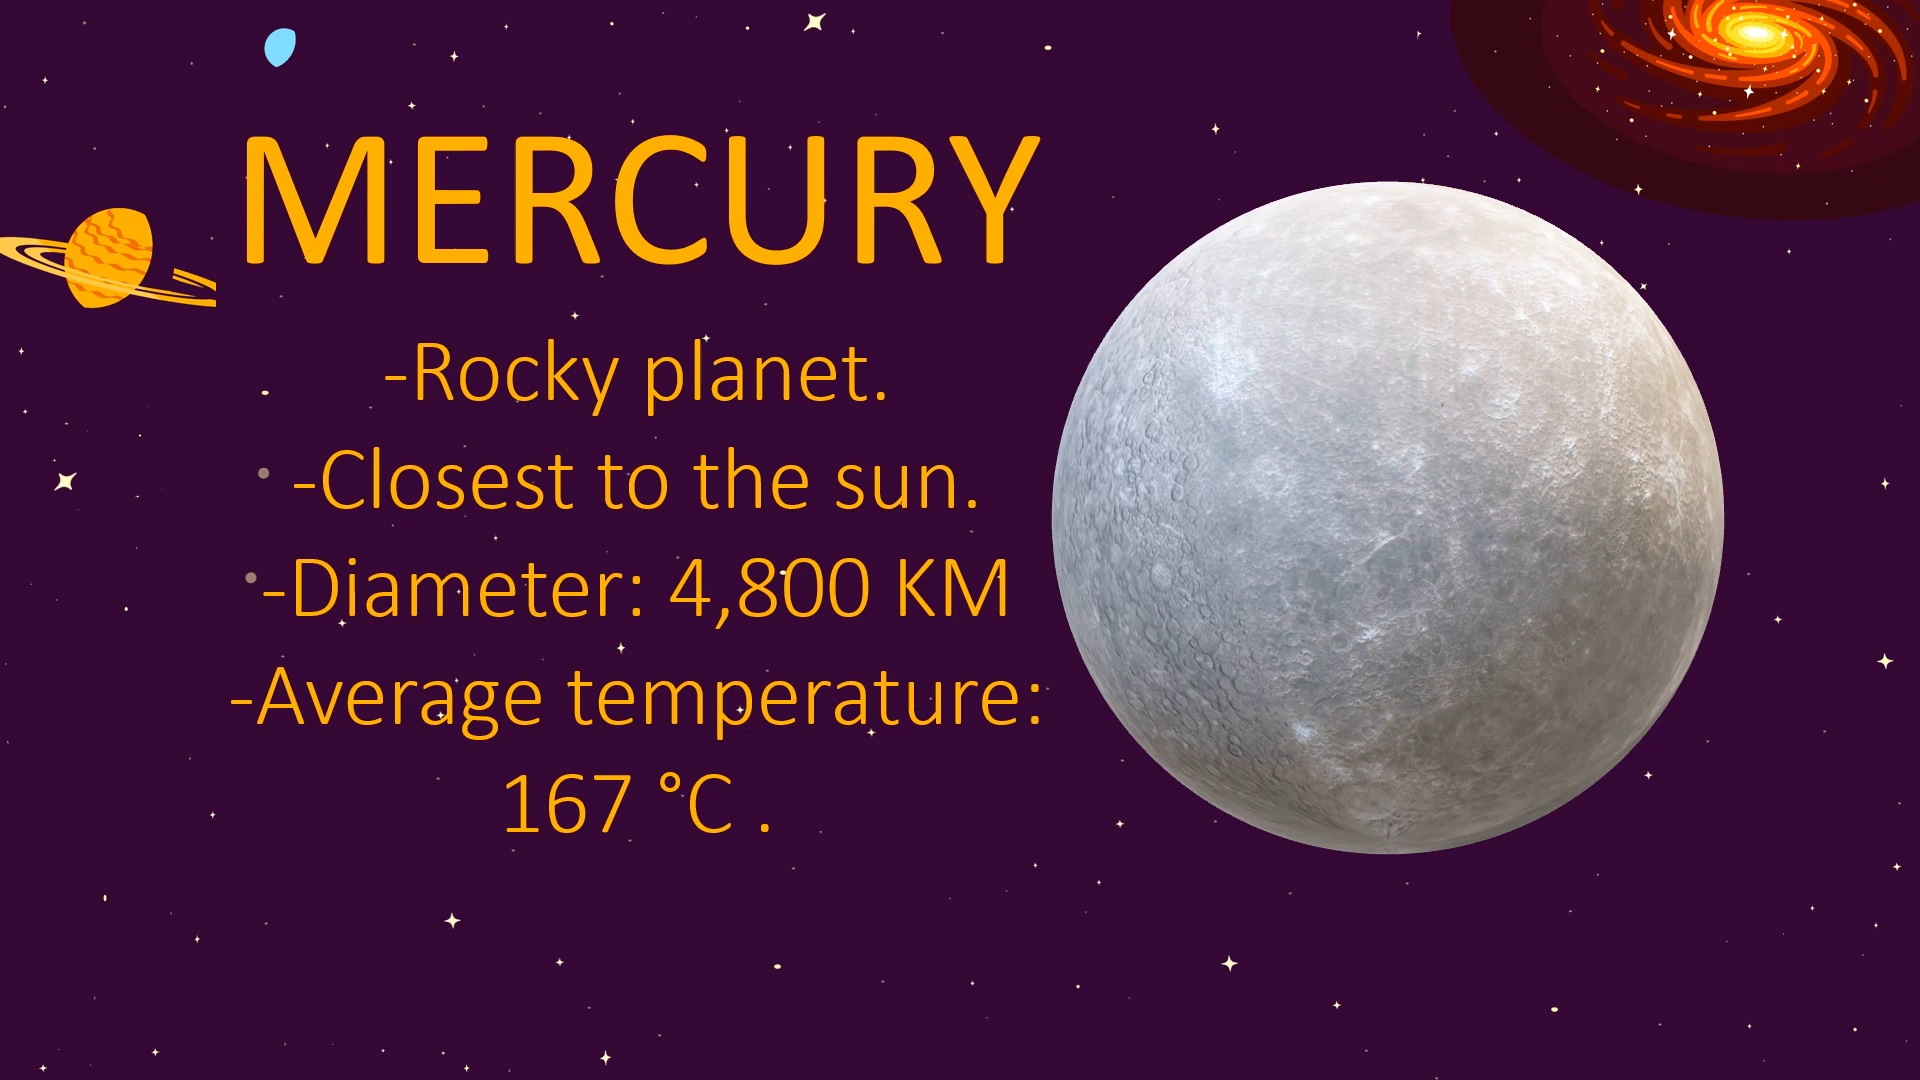 MERCURY
-Rocky planet.
-Closest to the sun.
-Diameter: 4,800 KM
-Average temperature:
167 °C .